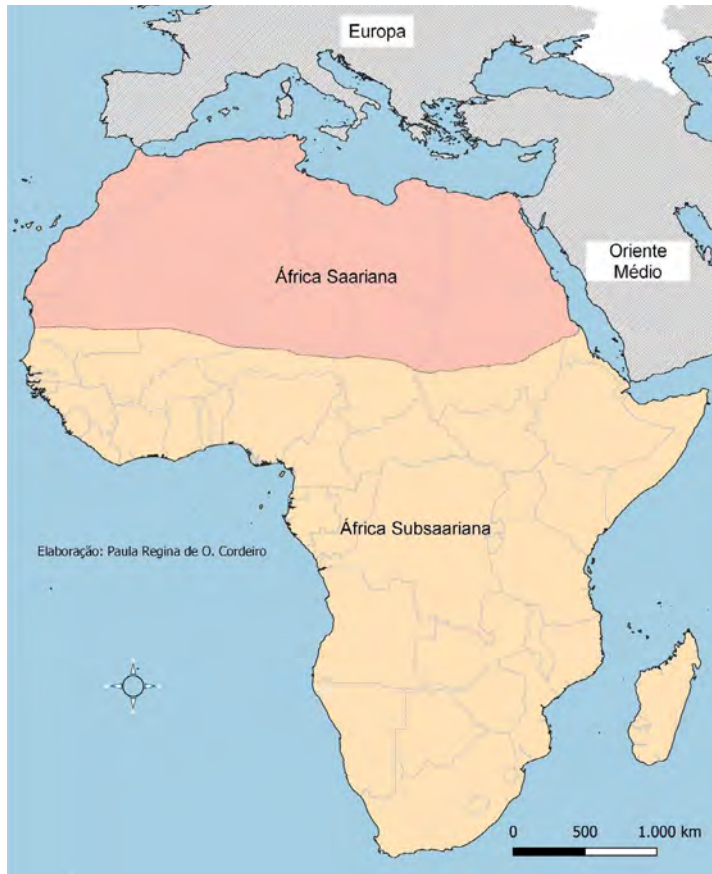 Europa
África Saariana
Oriente
Médio
África Subsaariana
Elaboração: Paula Regina de O. Cordeiro
0 500 1.000 km